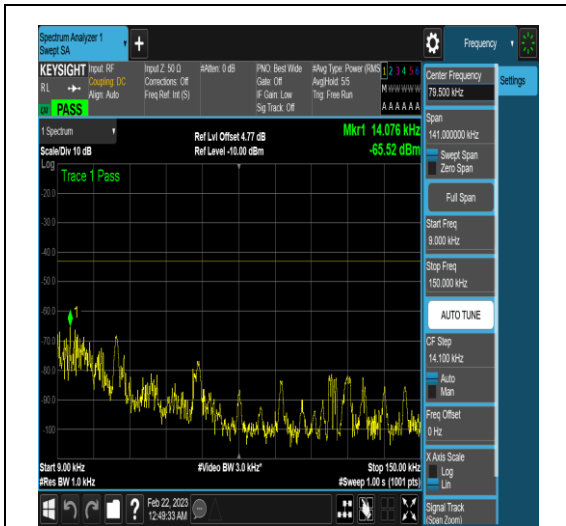 Spectrum Analyzer 1
Swept SA
+
Frequency
KEYSIGHT
Input: RF
Input Z: 50 Ω
#Atten: 0 dB
PNO: Best Wide
#Avg Type: Power (RMS
1 2 3 4 5 6
RL
Coupling: DC
Corrections: Off
Gate: Off
Avg|Hold: 5/5
M W W W W W
Align: Auto
Freq Ref: Int (S)
IF Gain: Low
Trig: Free Run
PASS
Sig Track: Off
A A A A A A
1 Spectrum
Ref Lvl Offset 4.77 dB
Mkr1 14.076 kHz
Scale/Div 10 dB
Ref Level -10.00 dBm
-65.52 dBm
Log
Trace 1 Pass
-20.0
-30.0
-40.0
-50.0
-60.0
-70.0
-80.0
-90.0
-100
1
Start 9.00 kHz
#Video BW 3.0 kHz*
Stop 150.00 kHz
#Res BW 1.0 kHz
#Sweep 1.00 s (1001 pts)
Feb 22, 2023
12:49:33 AM
Center Frequency
79.500 kHz
Settings
Span
141.000000 kHz
Swept Span
Zero Span
Full Span
Start Freq
9.000 kHz
Stop Freq
150.000 kHz
AUTO TUNE
CF Step
14.100 kHz
Auto
Man
Freq Offset
0 Hz
X Axis Scale
Log
Lin
Signal Track
(Span Zoom)